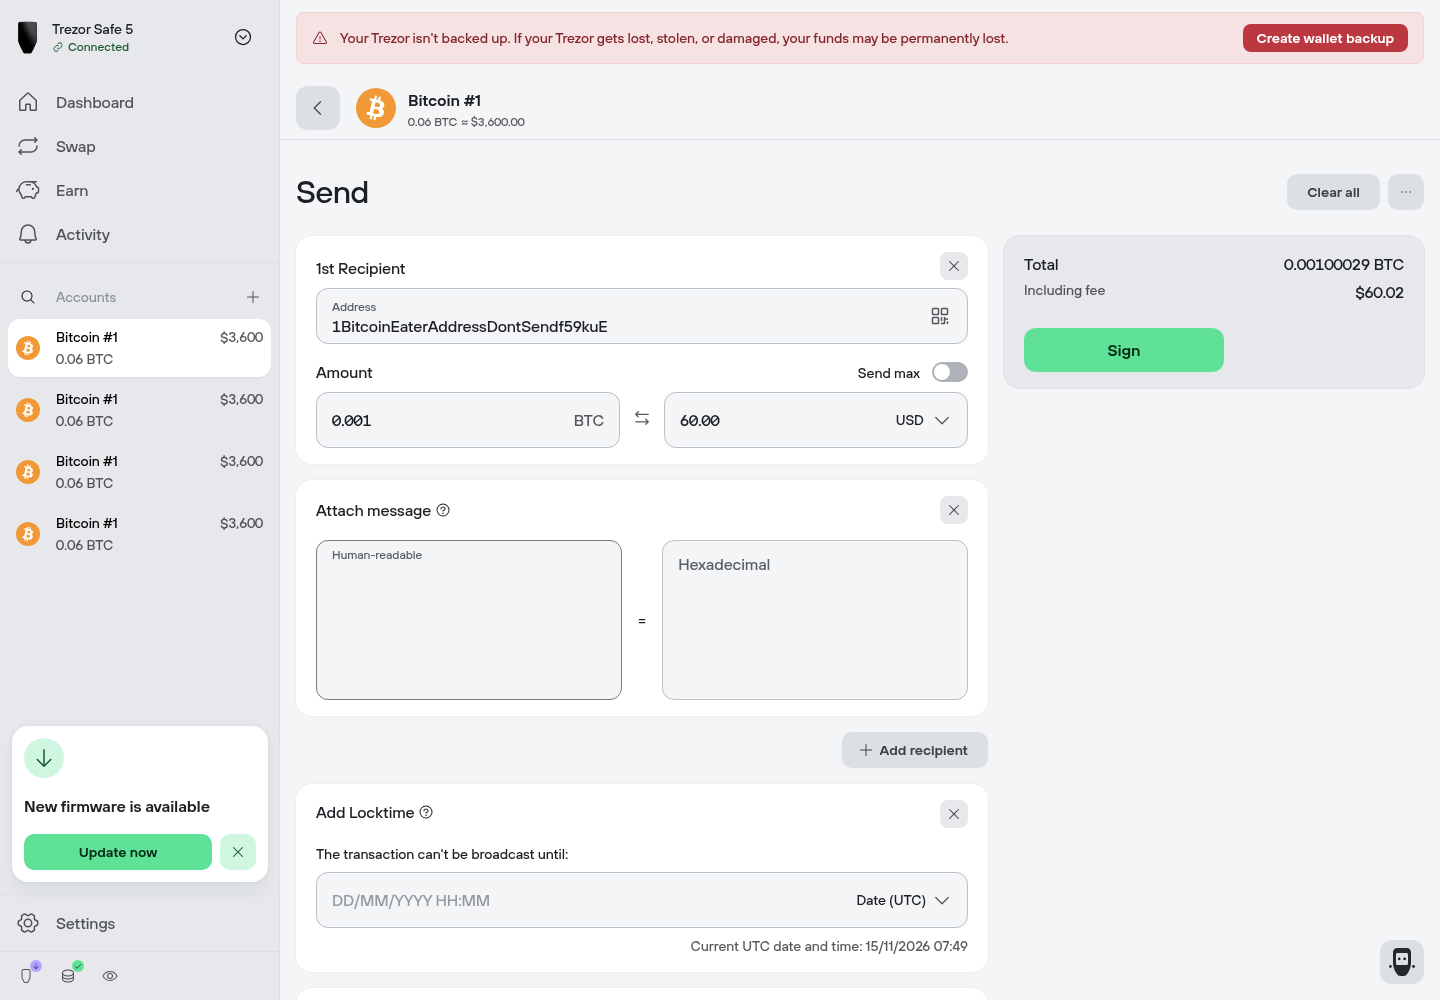 Trezor Safe 5
Connected
Dashboard
Swap
Earn
Activity
Accounts
Bitcoin #1 $3,600
0.06 BTC
Bitcoin #1 $3,600
0.06 BTC
Bitcoin #1 $3,600
0.06 BTC
Bitcoin #1 $3,600
0.06 BTC
New firmware is available
Update now
Settings
Your Trezor isn't backed up. If your Trezor gets lost, stolen, or damaged, your funds may be permanently lost.
Create wallet backup
Bitcoin #1
0.06 BTC ≈ $3,600.00
Send
Clear all
1st Recipient
Address
1BitcoinEaterAddressDontSendf59kuE
Amount
Send max
0.001 BTC
60.00 USD
Attach message
Human-readable
=
Hexadecimal
Add recipient
Add Locktime
The transaction can't be broadcast until:
DD/MM/YYYY HH:MM Date (UTC)
Current UTC date and time: 15/11/2026 07:49
Total 0.00100029 BTC
Including fee $60.02
Sign